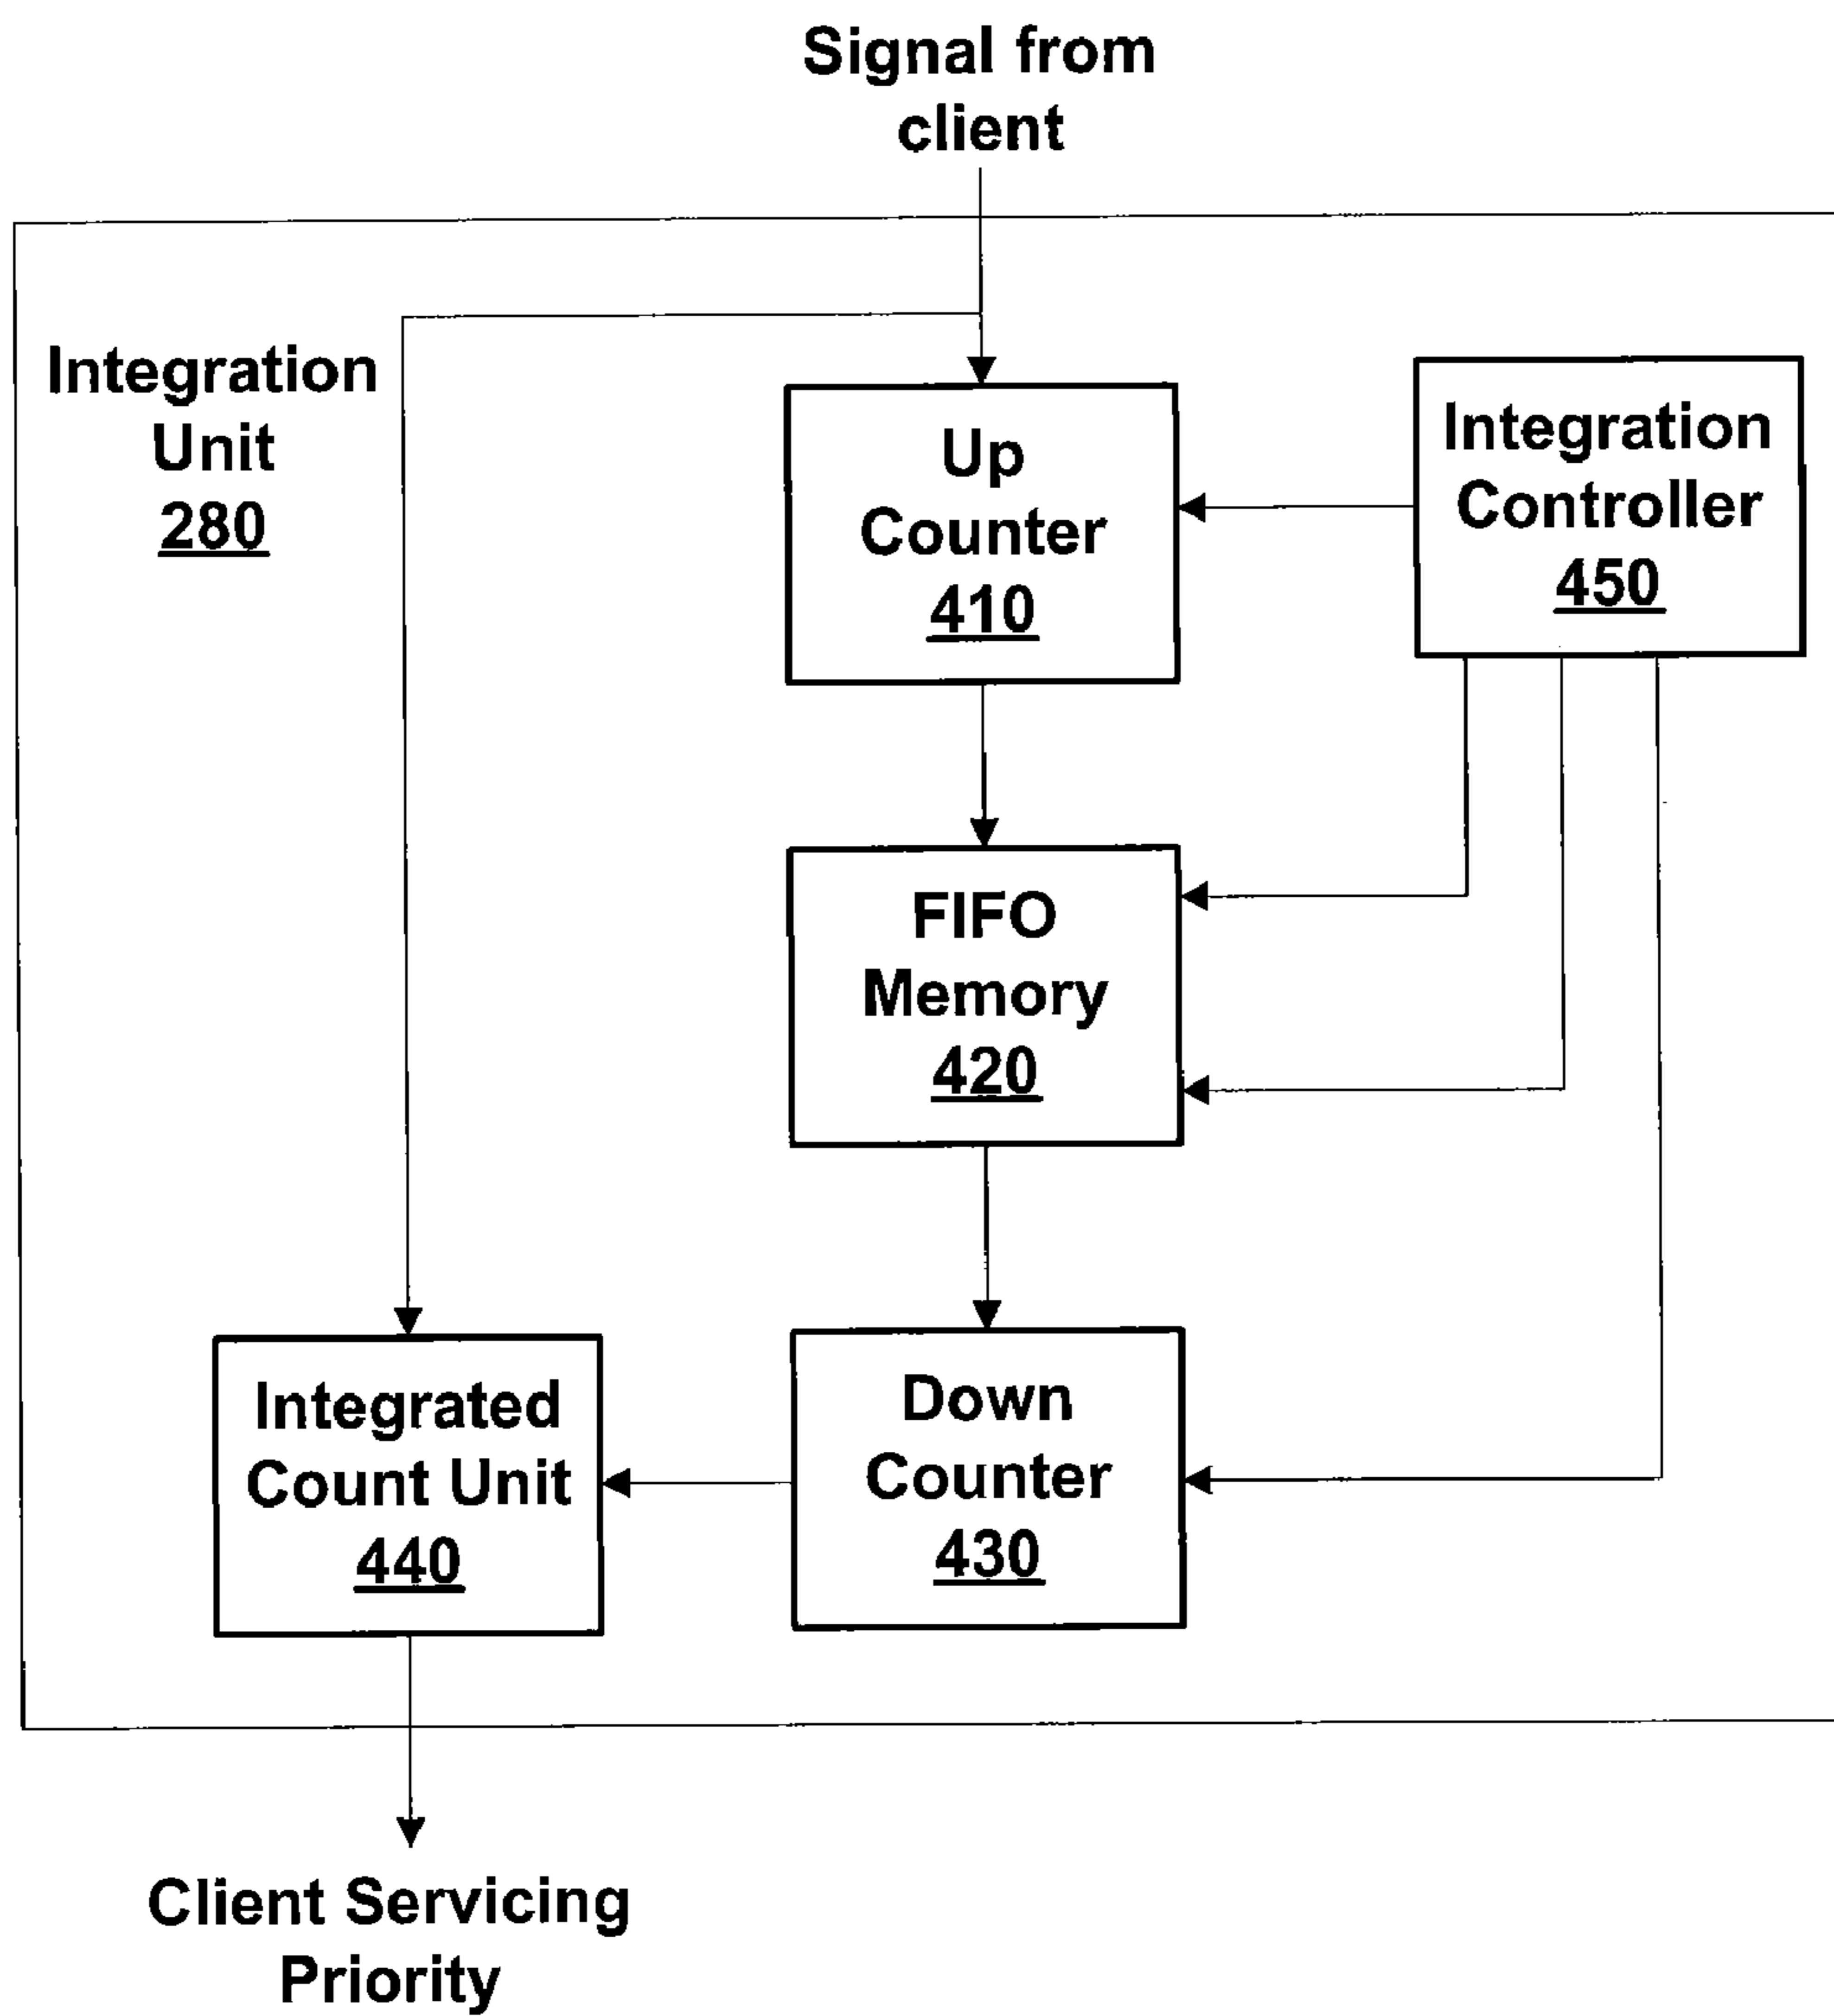 Signal from
client
Integration
Unit
280
Up
Counter
410
Integration
Controller
450
FIFO
Memory
420
Integrated
Count Unit
440
Down
Counter
430
Client Servicing
Priority